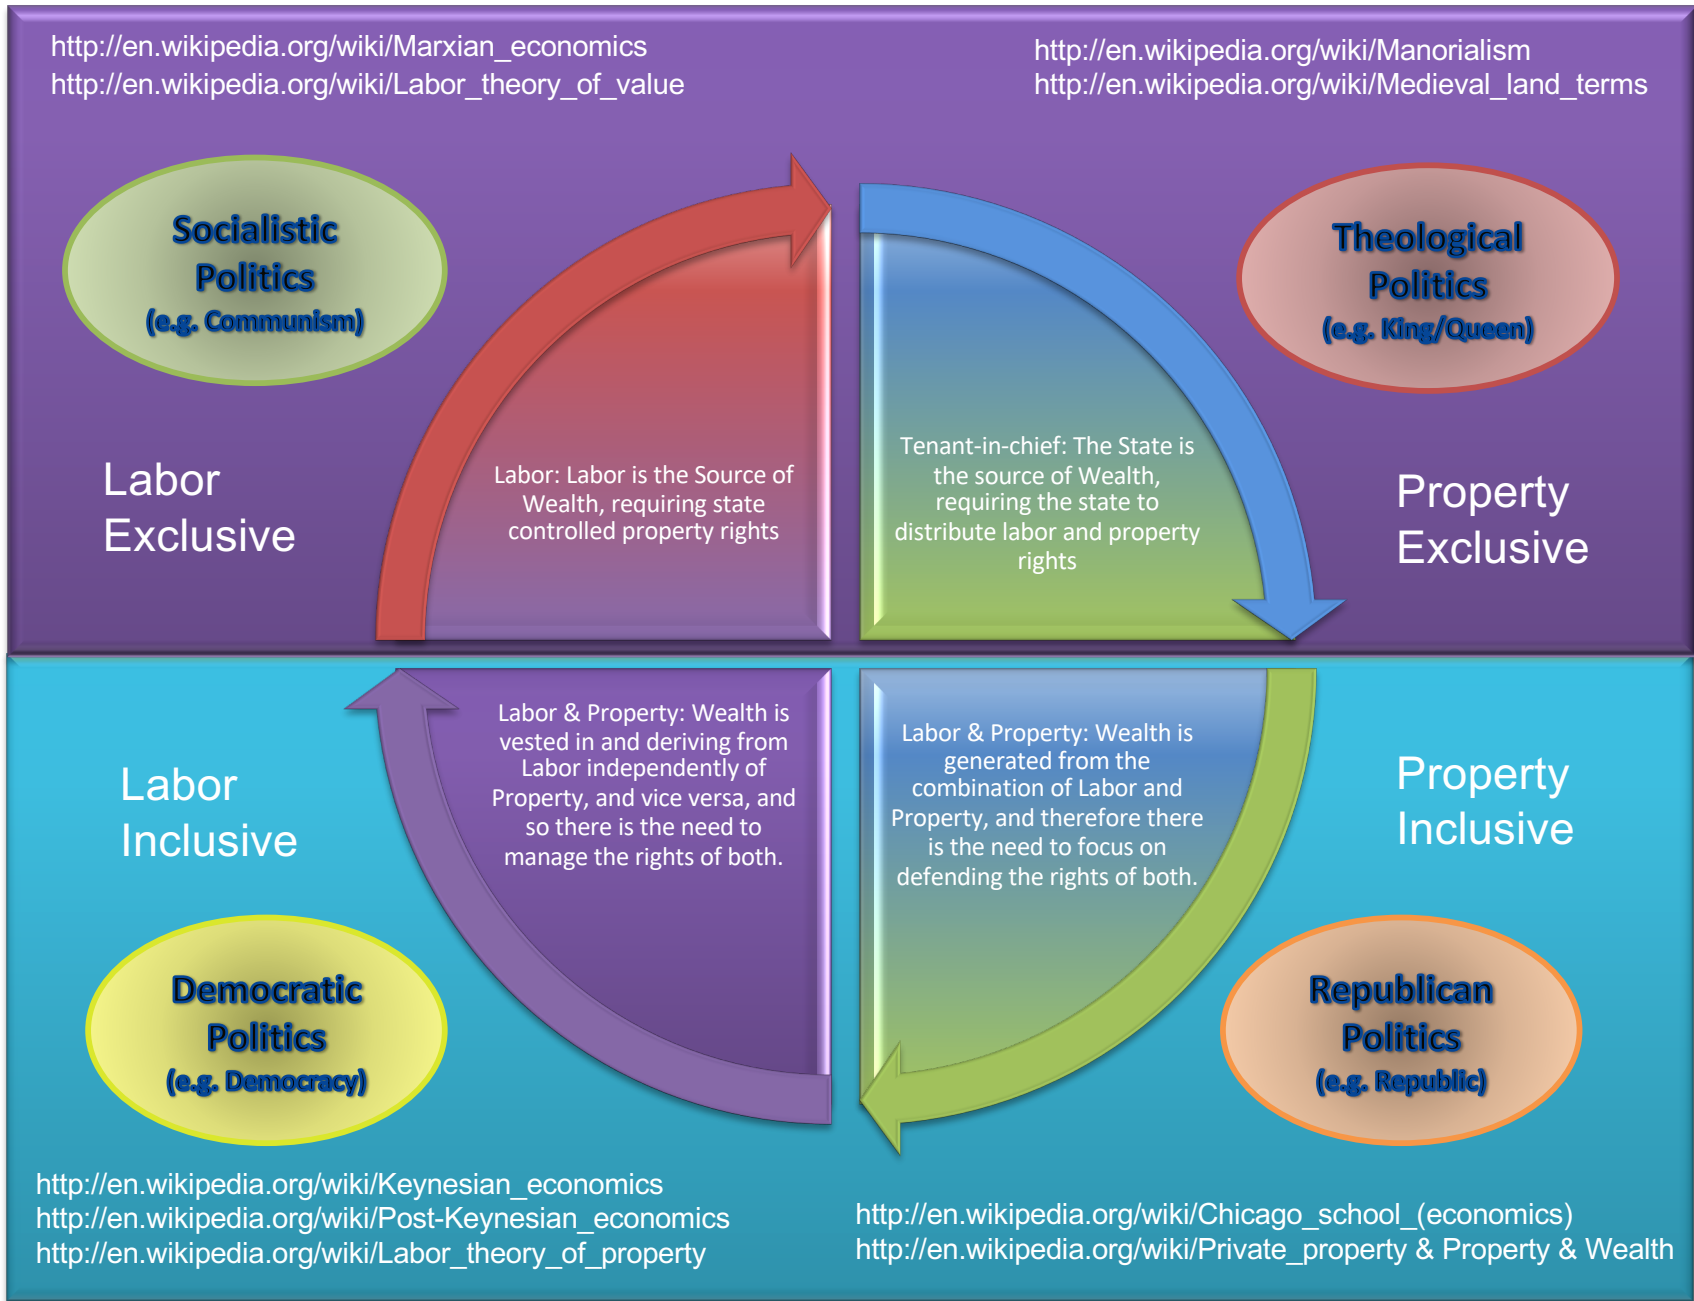 http://en.wikipedia.org/wiki/Marxian_economics
http://en.wikipedia.org/wiki/Labor_theory_of_value
http://en.wikipedia.org/wiki/Manorialism
http://en.wikipedia.org/wiki/Medieval_land_terms
Socialistic
Politics
(e.g. Communism)
Theological
Politics
(e.g. King/Queen)
Labor
Exclusive
Labor: Labor is the Source of
Wealth, requiring state
controlled property rights
Tenant-in-chief: The State is
the source of Wealth,
requiring the state to
distribute labor and property
rights
Property
Exclusive
Labor
Inclusive
Labor & Property: Wealth is
vested in and deriving from
Labor independently of
Property, and vice versa, and
so there is the need to
manage the rights of both.
Labor & Property: Wealth is
generated from the
combination of Labor and
Property, and therefore there
is the need to focus on
defending the rights of both.
Property
Inclusive
Democratic
Politics
(e.g. Democracy)
Republican
Politics
(e.g. Republic)
http://en.wikipedia.org/wiki/Keynesian_economics
http://en.wikipedia.org/wiki/Post-Keynesian_economics
http://en.wikipedia.org/wiki/Labor_theory_of_property
http://en.wikipedia.org/wiki/Chicago_school_(economics)
http://en.wikipedia.org/wiki/Private_property & Property & Wealth